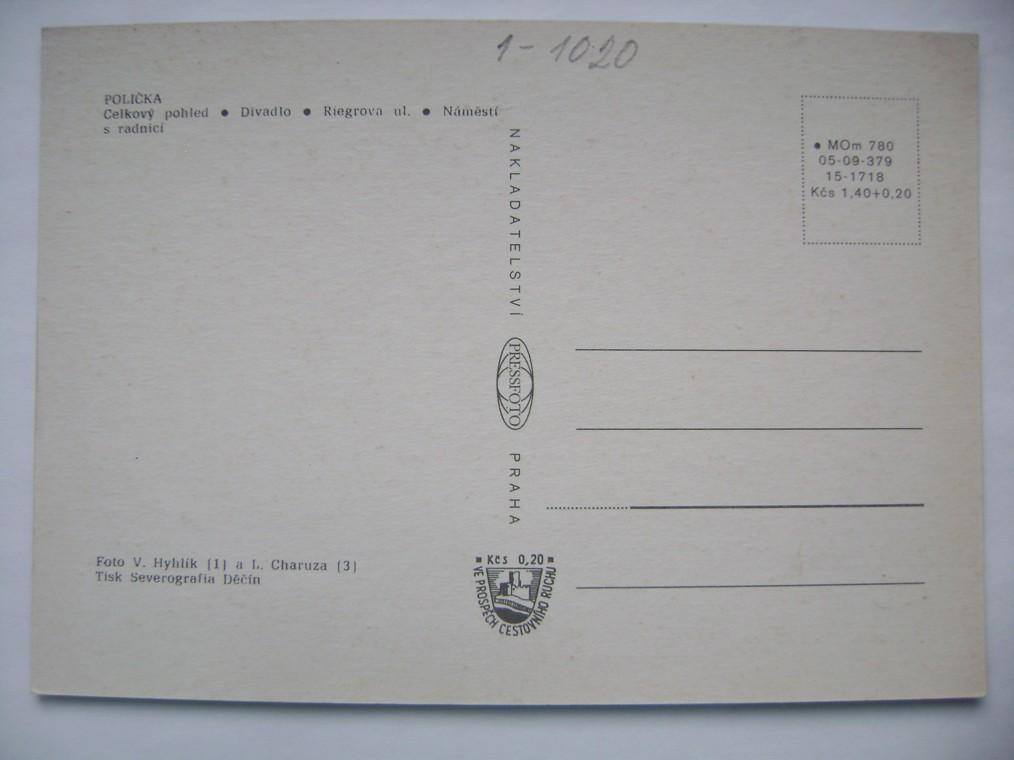 1-1020
POLIČKA
Celkový pohled ● Divadlo ● Riegrova ul. ● Náměstí
s radnicí
● MOm 780
05-09-379
15-1718
Kčs 1,40+0,20
NAKLADATELSTVÍ
PRESSFOTO
PRAHA
Foto V. Hyhlík (1) a L. Charuza (3)
Tisk Severografia Děčín
Kčs 0,20
VE PROSPĚCH CESTOVNÍHO RUCHU